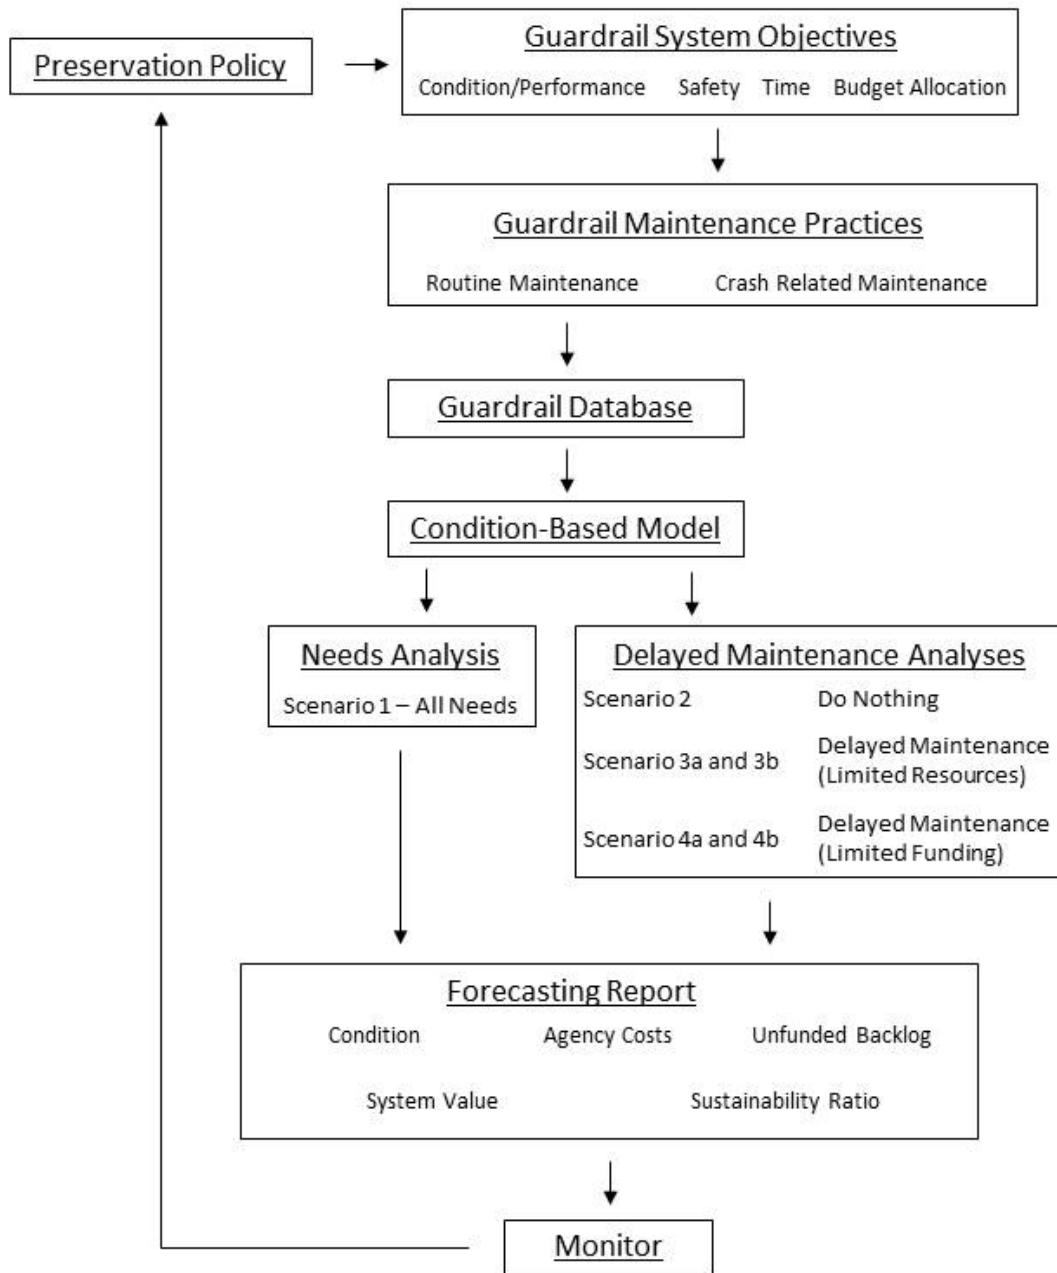 Preservation Policy
Guardrail System Objectives
Condition/Performance Safety Time Budget Allocation
Guardrail Maintenance Practices
Routine Maintenance Crash Related Maintenance
Guardrail Database
Condition-Based Model
Needs Analysis
Scenario 1 – All Needs
Delayed Maintenance Analyses
Scenario 2 Do Nothing
Scenario 3a and 3b Delayed Maintenance
(Limited Resources)
Scenario 4a and 4b Delayed Maintenance
(Limited Funding)
Forecasting Report
Condition Agency Costs Unfunded Backlog
System Value Sustainability Ratio
Monitor